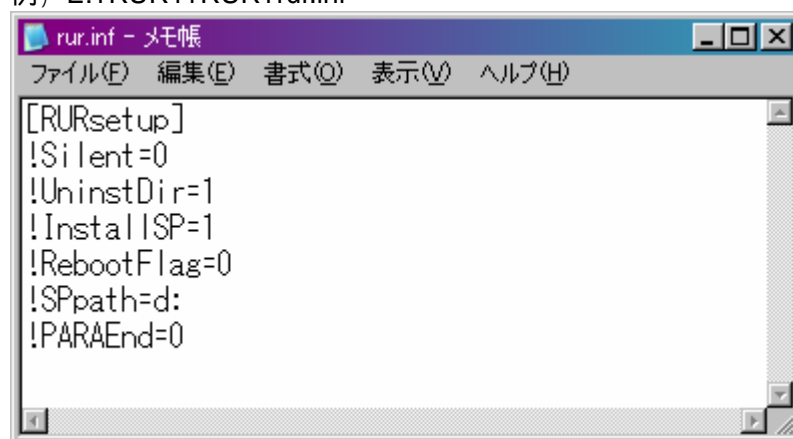 rur.inf - メモ帳
ファイル(F) 編集(E) 書式(O) 表示(V) ヘルプ(H)
[RURsetup]
!Silent=0
!UninstDir=1
!InstallSP=1
!RebootFlag=0
!SPpath=d:
!PARAEnd=0